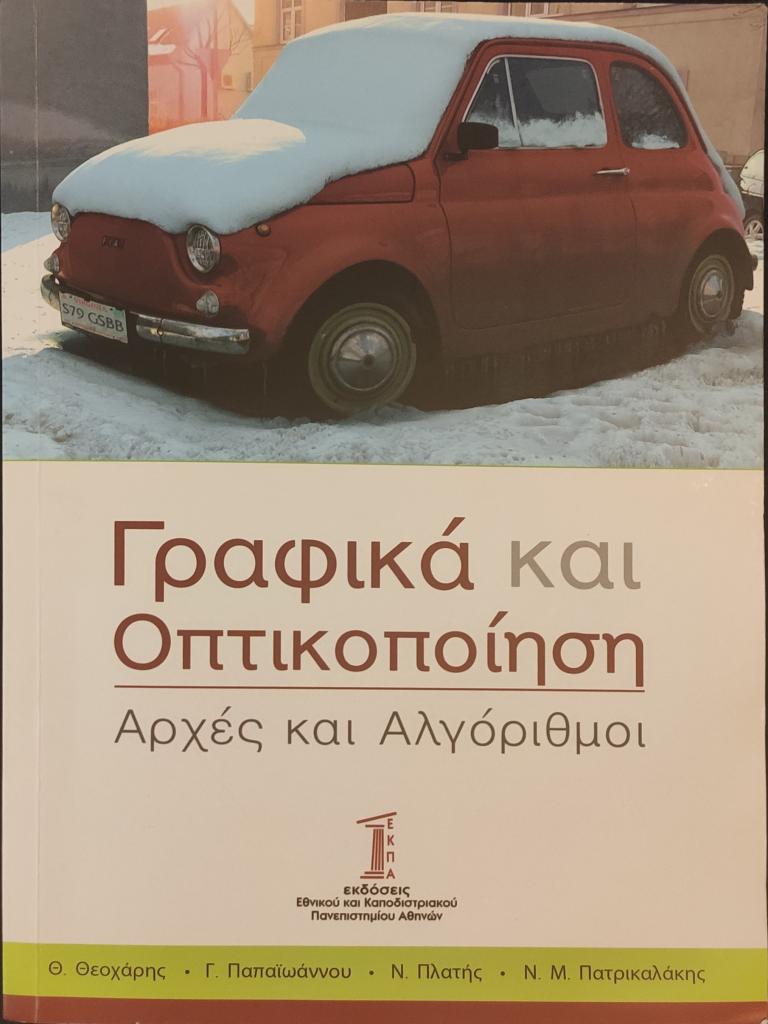 VIRGINIA
S79 GSBB
Γραφικά και
Οπτικοποίηση
Αρχές και Αλγόριθμοι
ΕΚΠΑ
εκδόσεις
Εθνικού και Καποδιστριακού
Πανεπιστημίου Αθηνών
Θ. Θεοχάρης • Γ. Παπαϊωάννου • Ν. Πλατής • Ν. Μ. Πατρικαλάκης